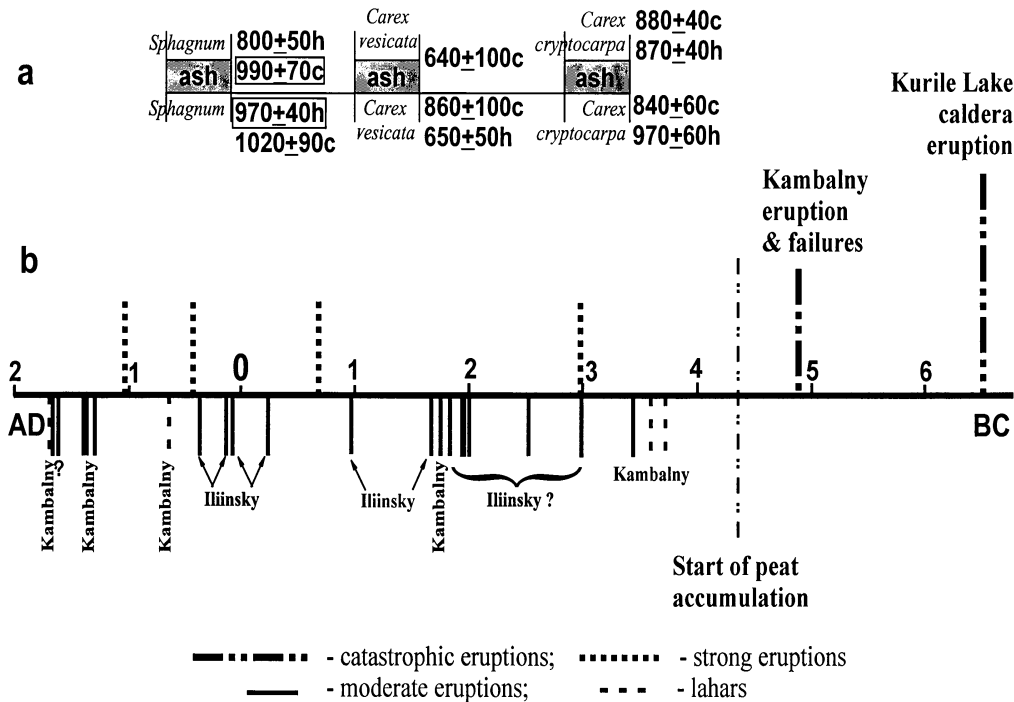 a
Sphagnum
800±50h
990+70c
ash
Sphagnum
970±40h
1020±90c
Carex
vesicata
640±100c
ash
Carex
vesicata
860±100c
650±50h
Carex
cryptocarpa
880±40c
870±40h
ash
Carex
cryptocarpa
840±60c
970±60h
Kurile Lake
caldera
eruption
Kambalny
eruption
& failures
b
2 1 0 1 2 3 4 5 6
AD BC
Kambalny
?
Kambalny
Kambalny
Iliinsky
Iliinsky
Kambalny
Iliinsky ?
Kambalny
Start of peat
accumulation
- catastrophic eruptions; - strong eruptions
- moderate eruptions; - lahars